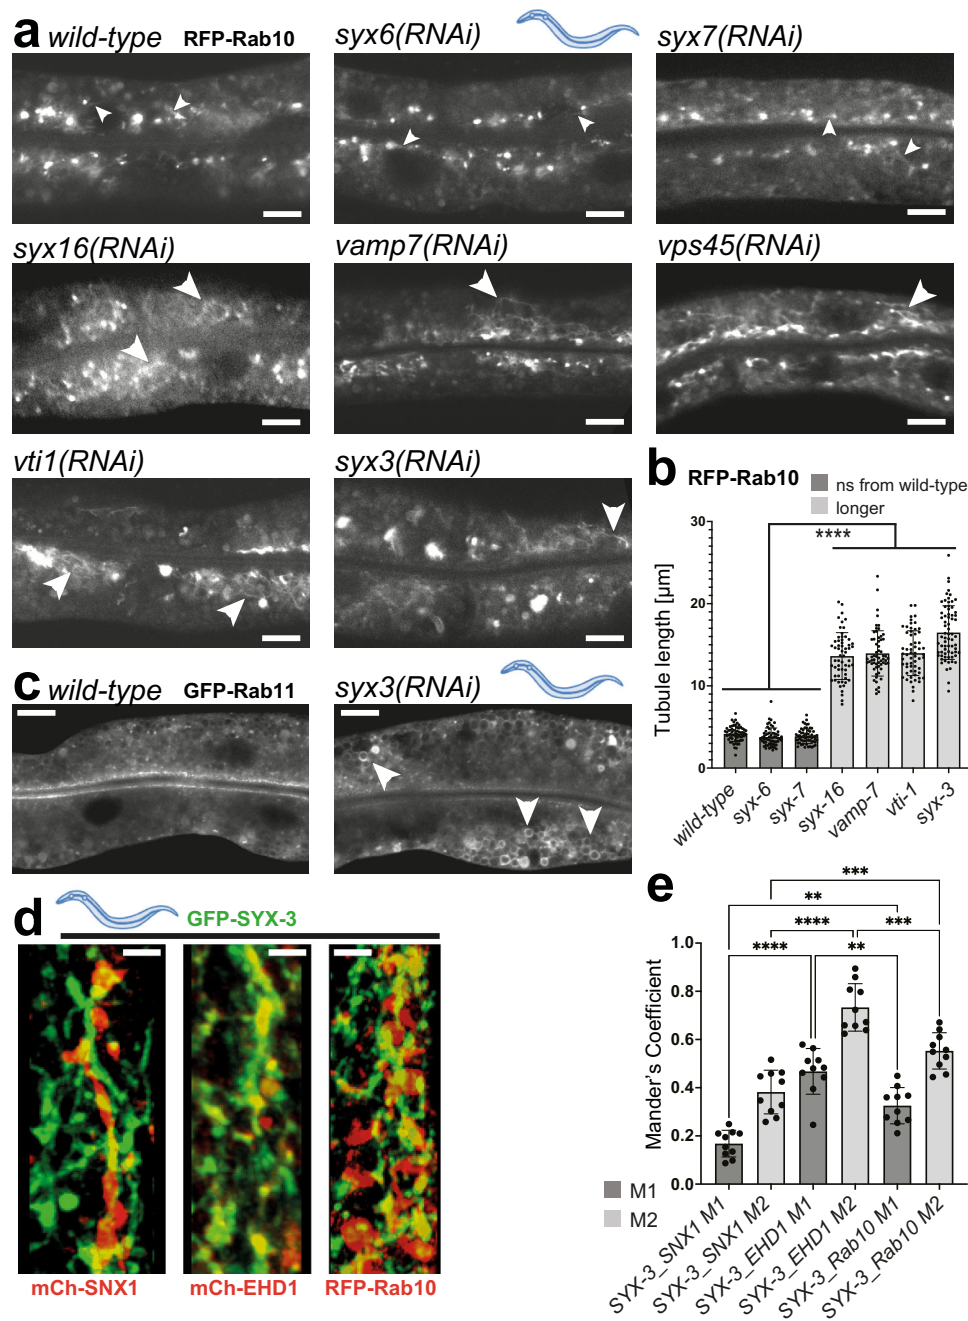 a wild-type RFP-Rab10 syx6(RNAi) syx7(RNAi)
syx16(RNAi) vamp7(RNAi) vps45(RNAi)
vti1(RNAi) syx3(RNAi)
b RFP-Rab10
ns from wild-type
longer
****
Tubule length [µm]
30
20
10
0
wild-type
syx-6
syx-7
syx-16
vamp-7
vti-1
syx-3
c wild-type GFP-Rab11 syx3(RNAi)
d GFP-SYX-3
mCh-SNX1 mCh-EHD1 RFP-Rab10
e
***
**
**** ***
**** **
Mander's Coefficient
1.0
0.8
0.6
0.4
0.2
0.0
M1
M2
SYX-3_SNX1 M1
SYX-3_SNX1 M2
SYX-3_EHD1 M1
SYX-3_EHD1 M2
SYX-3_Rab10 M1
SYX-3_Rab10 M2